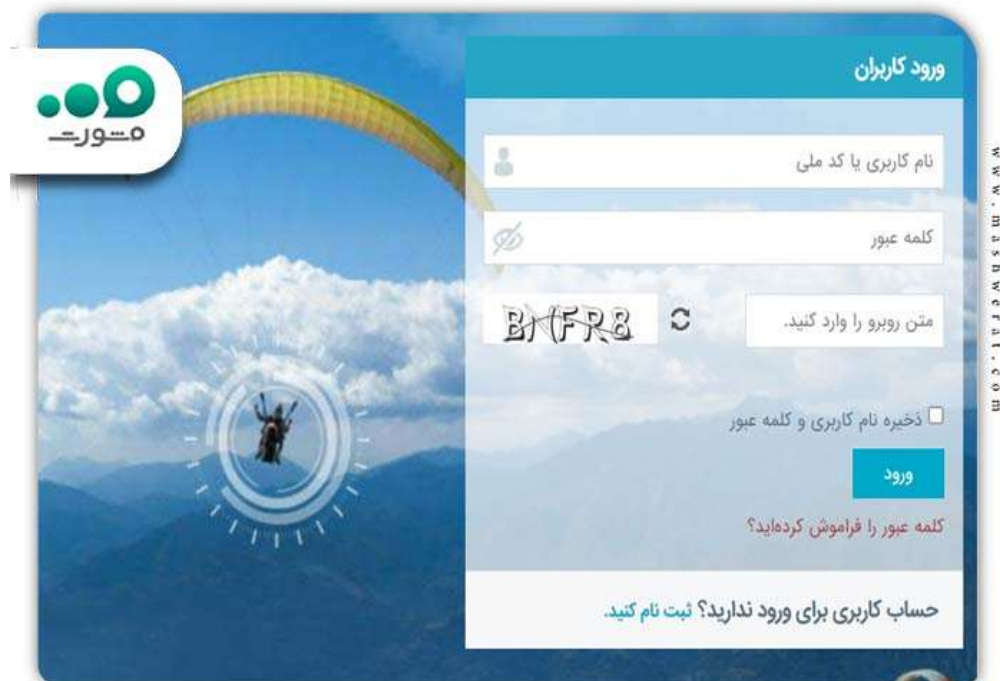 مشورت
ورود کاربران
نام کاربری یا کد ملی
کلمه عبور
متن روبرو را وارد کنید.
BNFR8
ذخیره نام کاربری و کلمه عبور
ورود
کلمه عبور را فراموش کرده‌اید؟
حساب کاربری برای ورود ندارید؟ ثبت نام کنید.
www.mashwerat.com